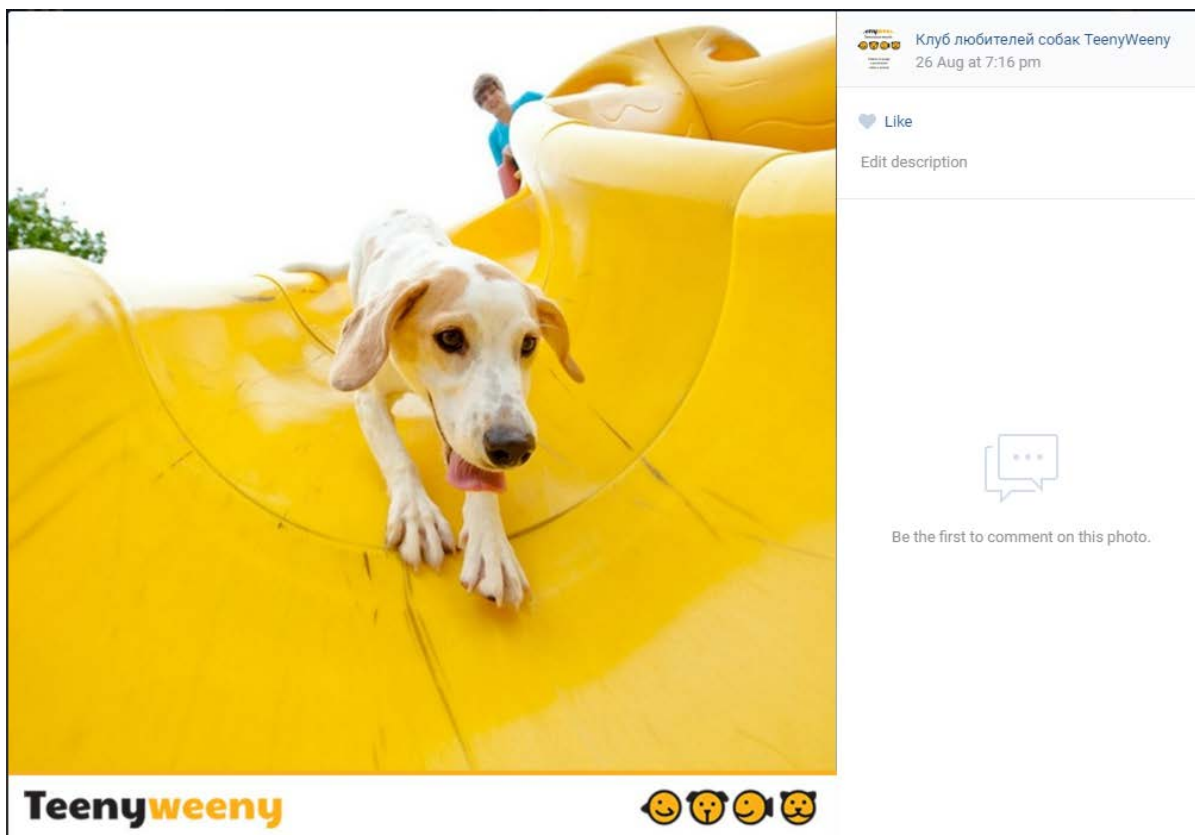 Клуб любителей собак TeenyWeeny
26 Aug at 7:16 pm
Like
Edit description
Be the first to comment on this photo.
Teenyweeny